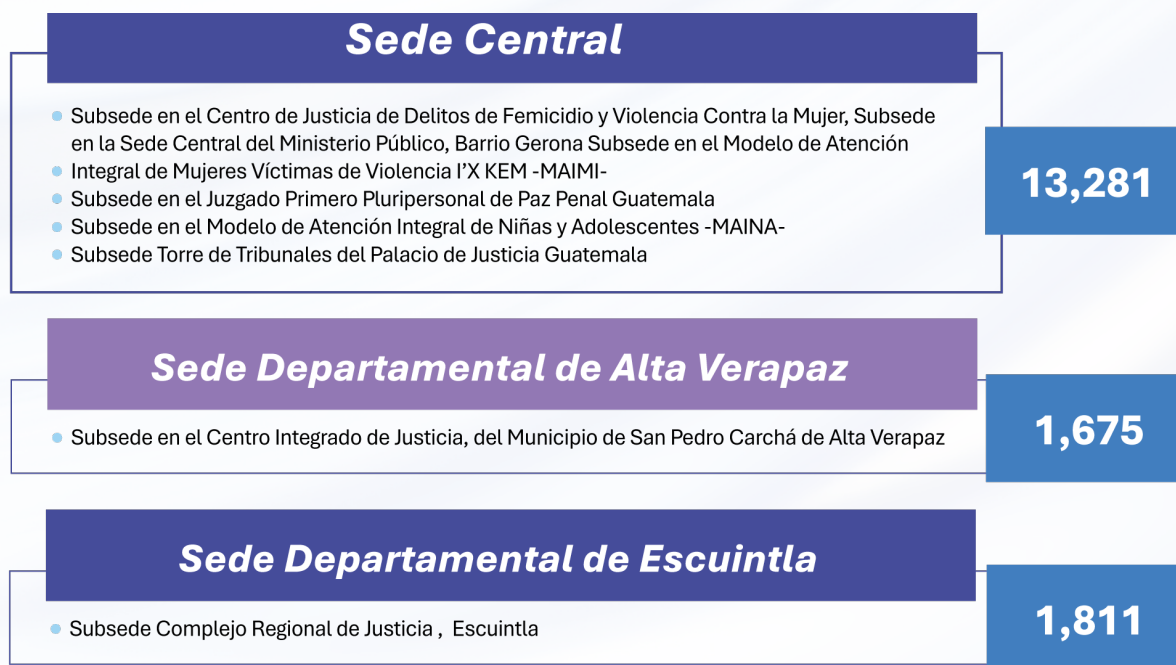 Sede Central
Subsede en el Centro de Justicia de Delitos de Femicidio y Violencia Contra la Mujer, Subsede
en la Sede Central del Ministerio Público, Barrio Gerona Subsede en el Modelo de Atención
Integral de Mujeres Víctimas de Violencia I’X KEM -MAIMI-
Subsede en el Juzgado Primero Pluripersonal de Paz Penal Guatemala
Subsede en el Modelo de Atención Integral de Niñas y Adolescentes -MAINA-
Subsede Torre de Tribunales del Palacio de Justicia Guatemala
13,281
Sede Departamental de Alta Verapaz
Subsede en el Centro Integrado de Justicia, del Municipio de San Pedro Carchá de Alta Verapaz
1,675
Sede Departamental de Escuintla
Subsede Complejo Regional de Justicia , Escuintla
1,811